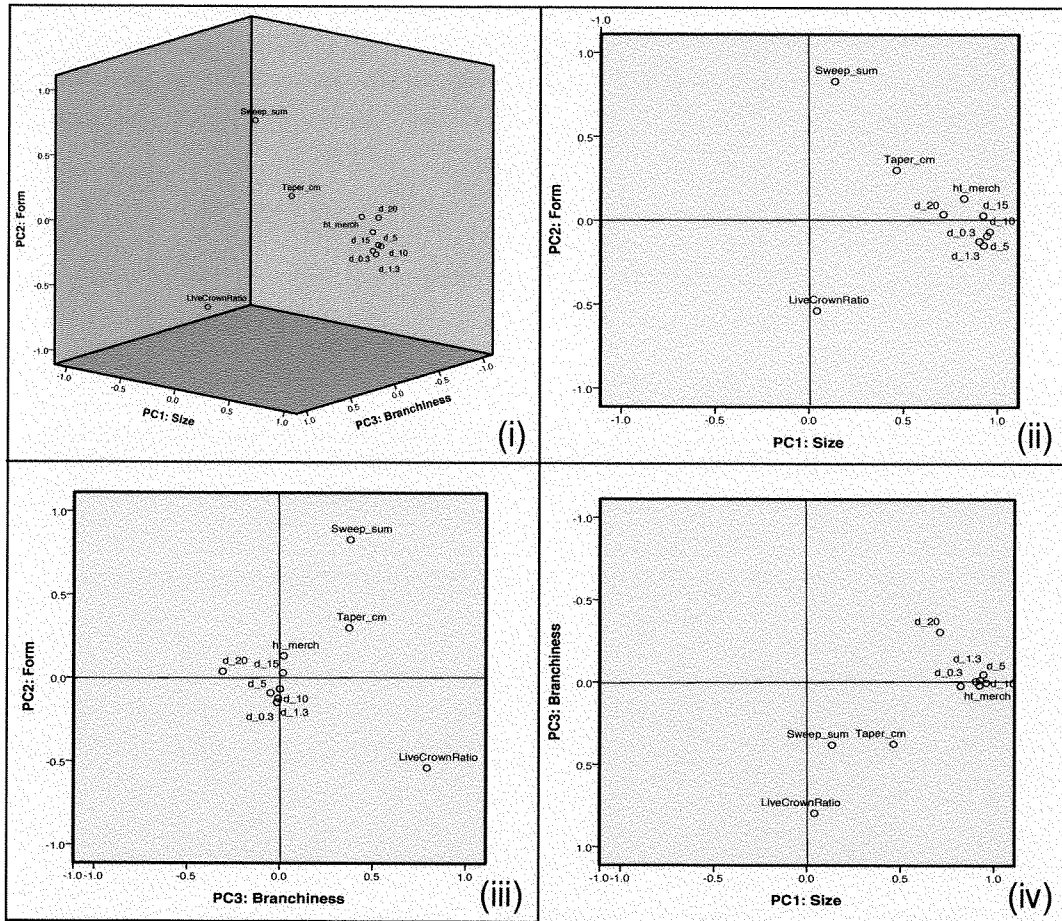 1.0
0.5
0.0
-0.5
-1.0
PC2: Form
Sweep_sum
Taper_cm
d_20
ht_merch
d_15
d_5
d_10
d_0.3
d_1.3
LiveCrownRatio
-1.0
-0.5
0.0
0.5
1.0
PC1: Size
1.0
0.5
0.0
-0.5
-1.0
PC3: Branchiness
(i)
-1.0
1.0
0.5
0.0
-0.5
-1.0
PC2: Form
Sweep_sum
Taper_cm
ht_merch
d_20
d_15
d_10
d_0.3
d_5
d_1.3
LiveCrownRatio
-1.0
-0.5
0.0
0.5
1.0
PC1: Size
(ii)
1.0
0.5
0.0
-0.5
-1.0
PC2: Form
Sweep_sum
Taper_cm
ht_merch
d_20
d_15
d_5
d_10
d_0.3
d_1.3
LiveCrownRatio
-1.0
-1.0
-0.5
0.0
0.5
1.0
PC3: Branchiness
(iii)
-1.0
-0.5
0.0
0.5
1.0
PC3: Branchiness
d_20
d_1.3
d_5
d_0.3
d_10
ht_merch
Sweep_sum
Taper_cm
LiveCrownRatio
-1.0
-1.0
-0.5
0.0
0.5
1.0
PC1: Size
(iv)